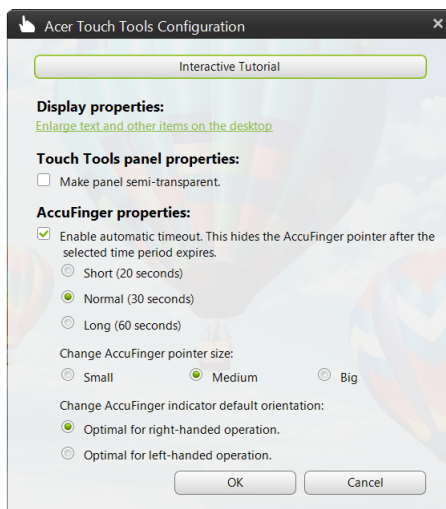 Acer Touch Tools Configuration
Interactive Tutorial
Display properties:
Enlarge text and other items on the desktop
Touch Tools panel properties:
Make panel semi-transparent.
AccuFinger properties:
Enable automatic timeout. This hides the AccuFinger pointer after the
selected time period expires.
Short (20 seconds)
Normal (30 seconds)
Long (60 seconds)
Change AccuFinger pointer size:
Small Medium Big
Change AccuFinger indicator default orientation:
Optimal for right-handed operation.
Optimal for left-handed operation.
OK Cancel